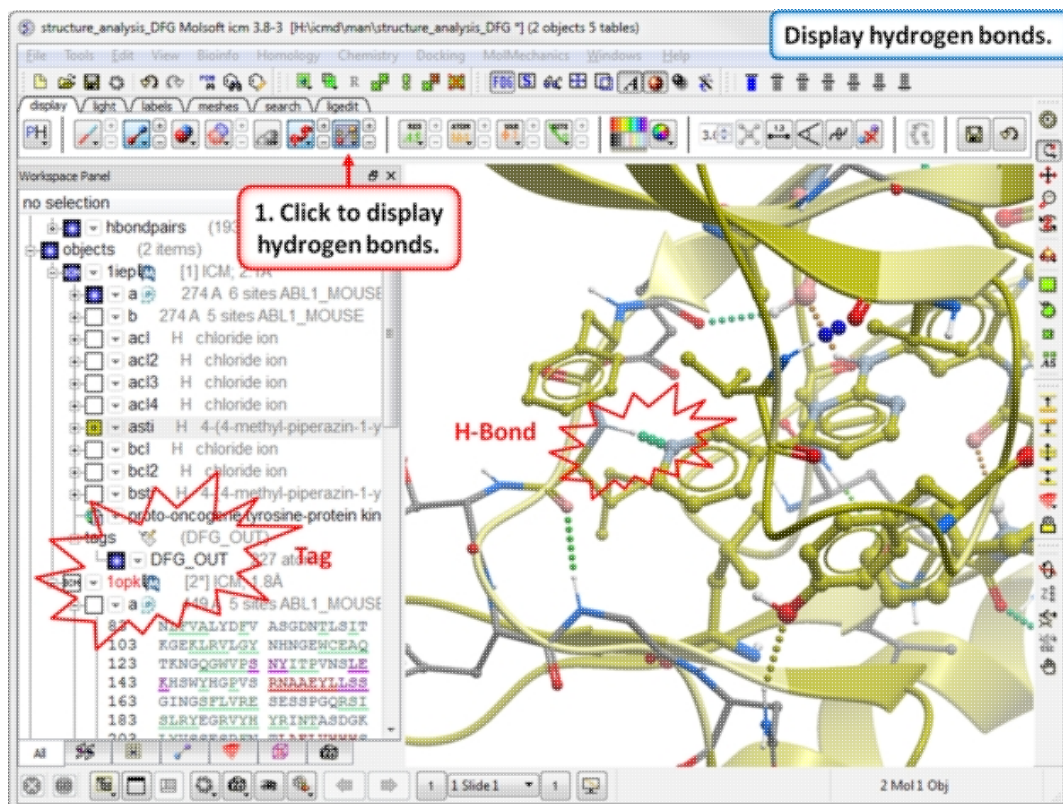 structure_analysis_DFG Molsoft icm 3.8-3 [H:\icmd\man\structure_analysis_DFG *] (2 objects 5 tables)
Display hydrogen bonds.
File Tools Edit View Bioinfo Homology Chemistry Docking MolMechanics Windows Help
display light labels meshes search ligedit
Workspace Panel
no selection
1. Click to display
hydrogen bonds.
hbondpairs
objects (2 items)
1iep [1] ICM;
a 274 A 6 sites ABL1_MOUSE
b 274 A 5 sites ABL1_MOUSE
acl H chloride ion
acl2 H chloride ion
acl3 H chloride ion
acl4 H chloride ion
asti H 4-(4-methyl-piperazin-1-y
bcl H chloride ion
bcl2 H chloride ion
H 4-(4-methyl-piperazin-1-y
proto-oncogene tyrosine-protein kin
tags (DFG_OUT)
DFG_OUT
1opk [2*] ICM; 1.8Å
a 5 sites ABL1_MOUSE
H-Bond
Tag
103 KGEKLRVLGY NHNGEWCEAQ
123 TKNGQGWVPS NYITPVNSLE
143 KHSWYHGPVS RNAAEYLLSS
163 GINGSFLVRE SESSPGQRSI
183 SLRYEGRVYH YRINTASDGK
All
1 1 Slide 1 1
2 Mol 1 Obj